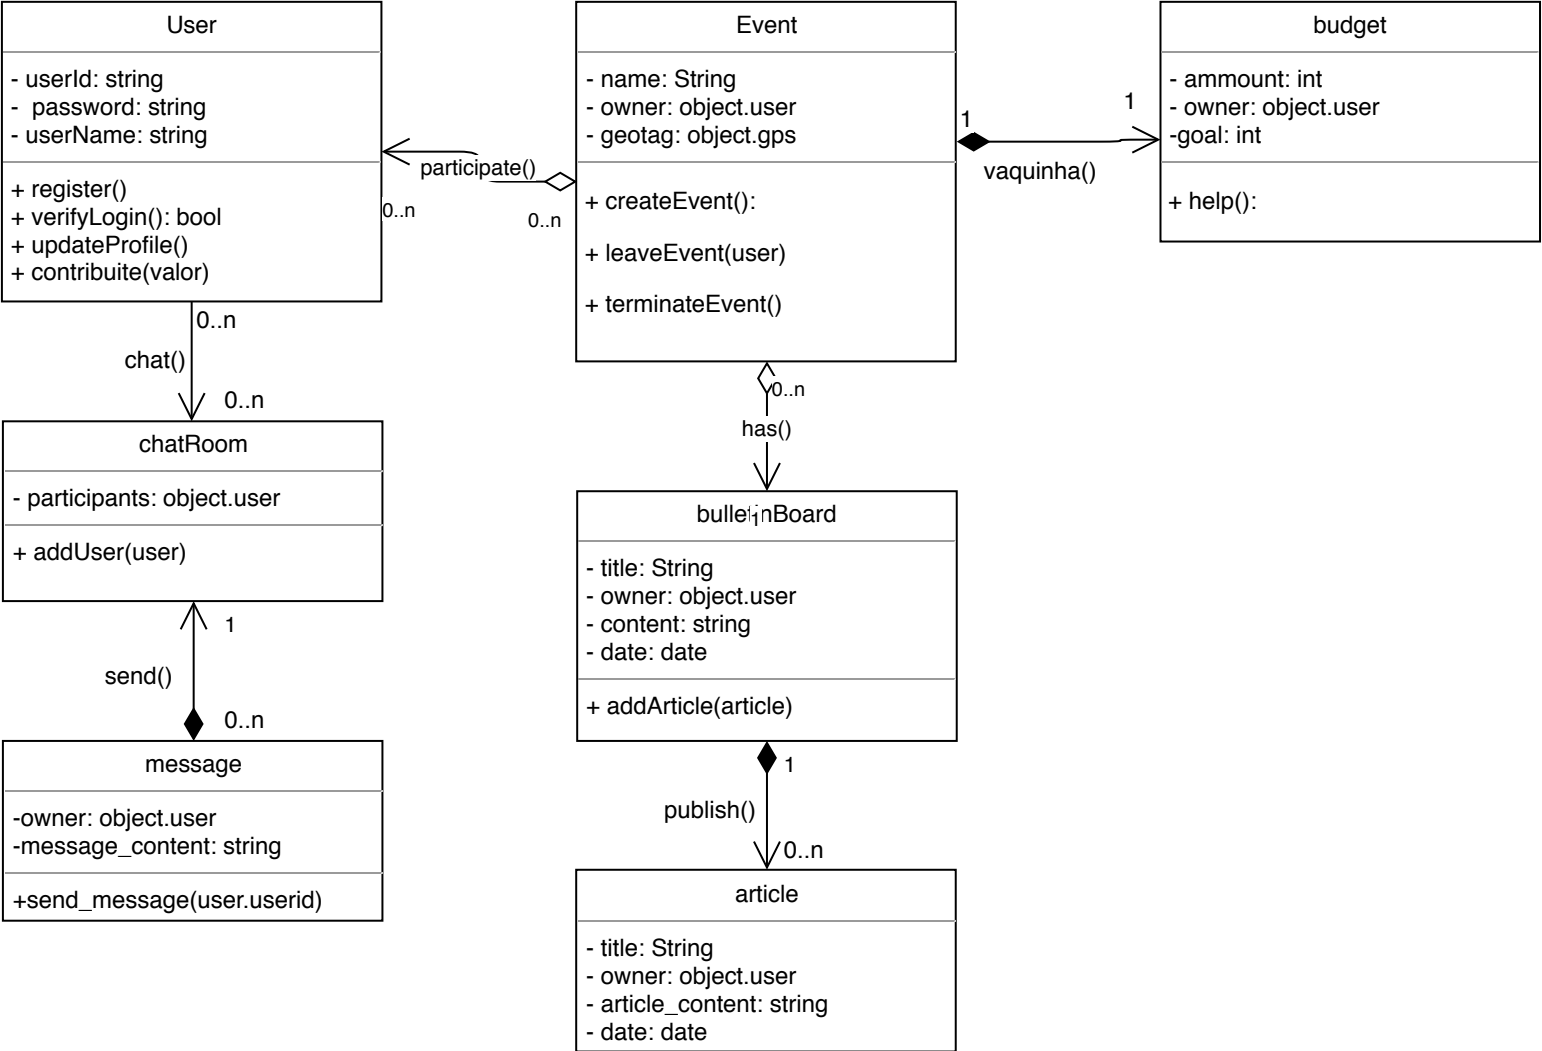 User
- userId: string
-  password: string
- userName: string
+ register()
+ verifyLogin(): bool
+ updateProfile()
+ contribuite(valor)
participate()
0..n
0..n
Event
- name: String
- owner: object.user
- geotag: object.gps
+ createEvent():
+ leaveEvent(user)
+ terminateEvent()
1
1
vaquinha()
budget
- ammount: int
- owner: object.user
-goal: int
+ help():
0..n
chat()
0..n
chatRoom
- participants: object.user
+ addUser(user)
1
send()
0..n
message
-owner: object.user
-message_content: string
+send_message(user.userid)
0..n
has()
1
bulletinBoard
- title: String
- owner: object.user
- content: string
- date: date
+ addArticle(article)
1
publish()
0..n
article
- title: String
- owner: object.user
- article_content: string
- date: date